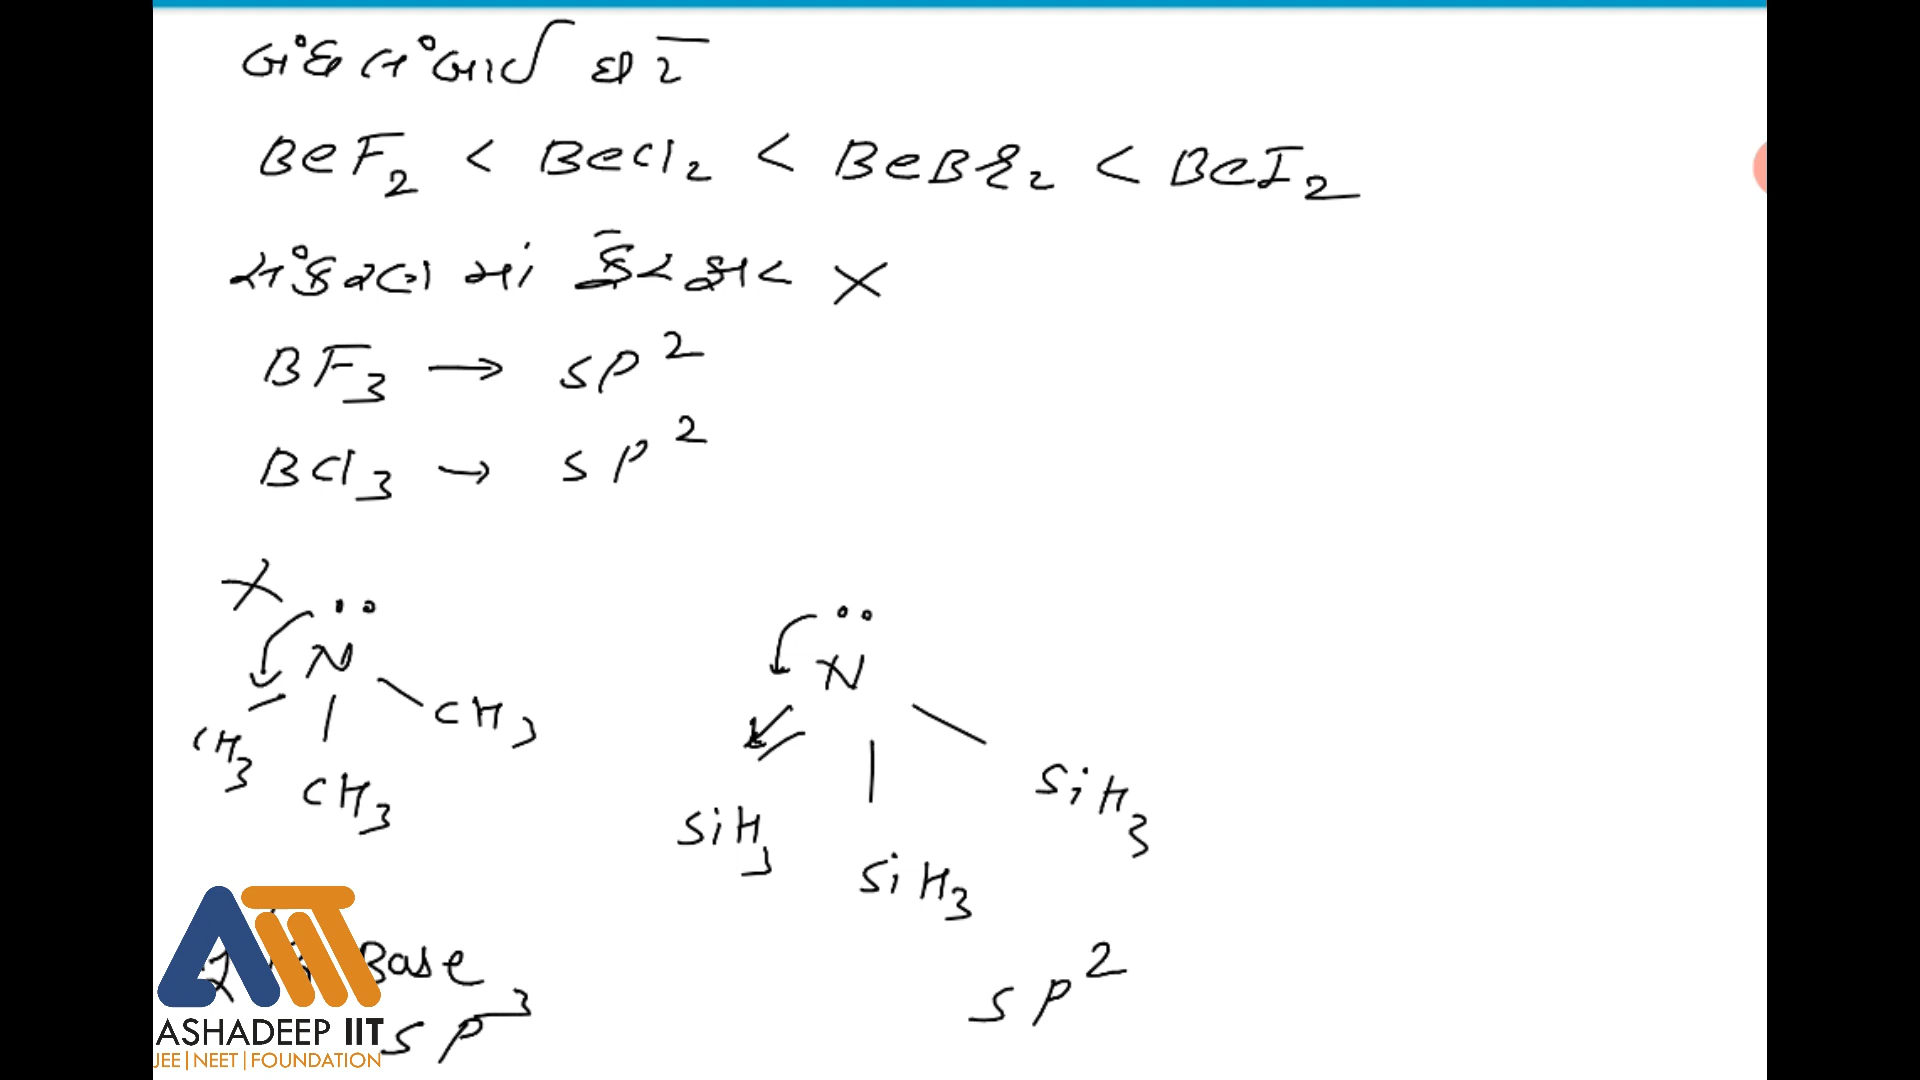 બંધ લંબાઈ
BeF2 < BeCl2 < BeBr2 < BeI2
સંકરણ માં
BF3 → sp2
BCl3 → sp2
X
N
CH3
CH3
CH3
N
SiH3
SiH3
SiH3
Base
sp3
sp2
ASHADEEP IIT
JEE|NEET|FOUNDATION